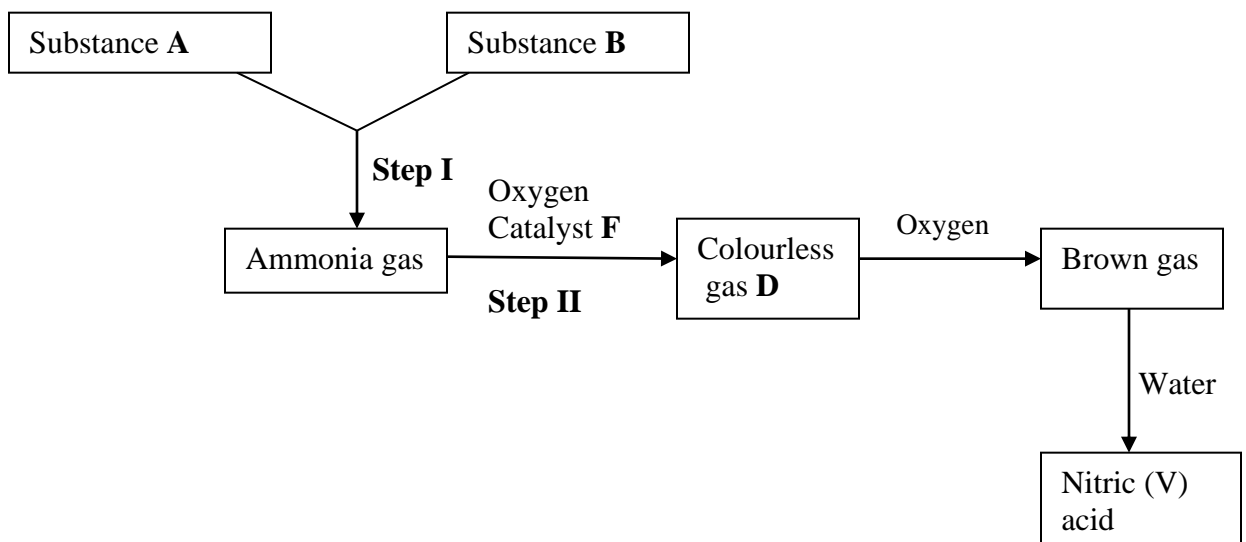 Substance A
Substance B
Step I
Oxygen
Catalyst F
Step II
Ammonia gas
Colourless
gas D
Oxygen
Brown gas
Water
Nitric (V)
acid